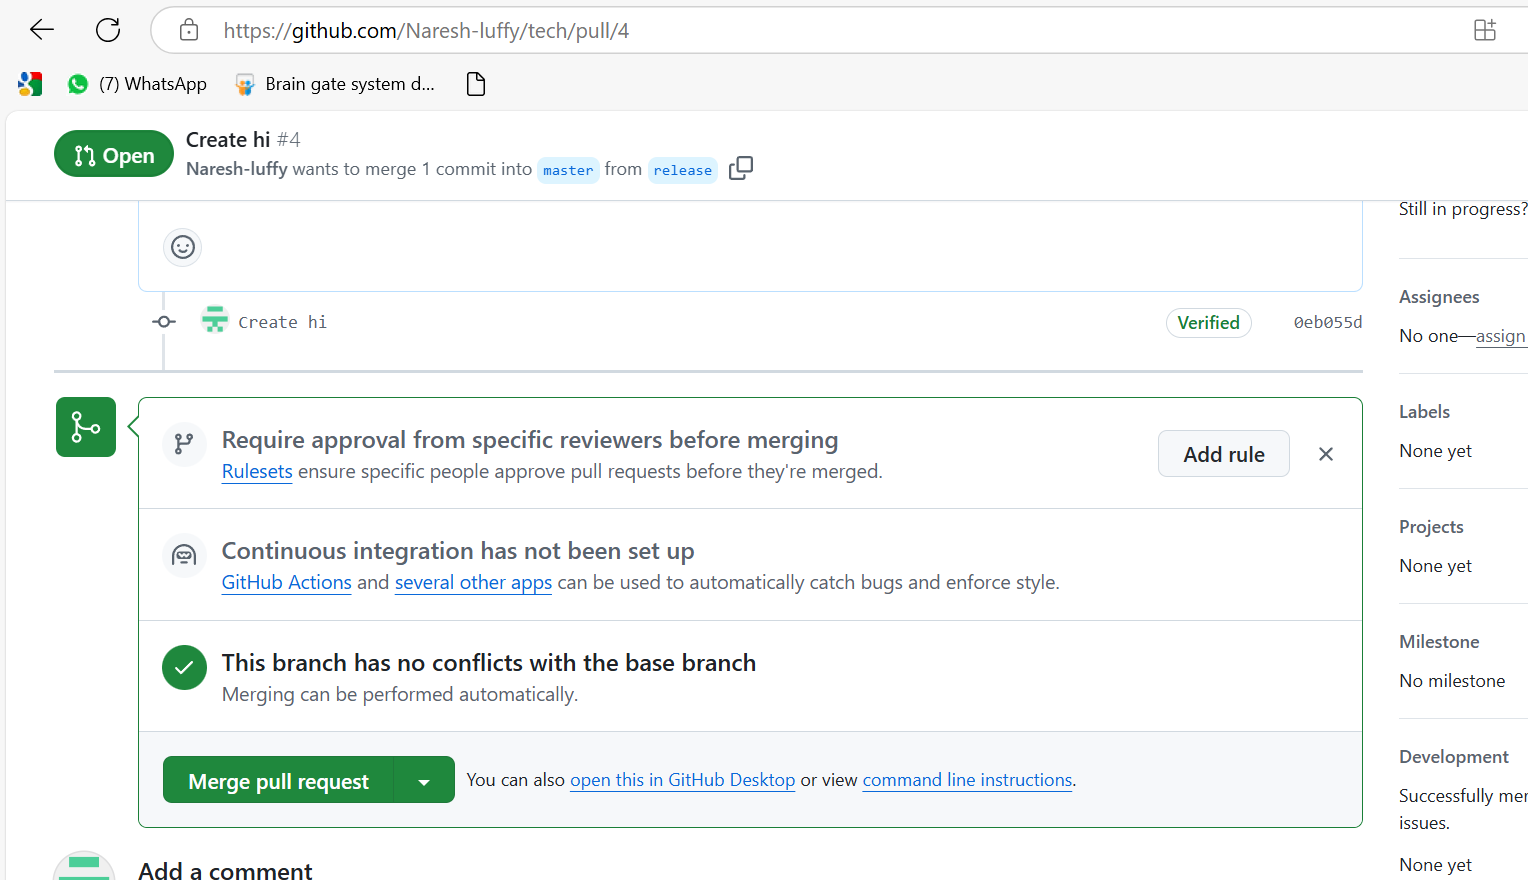 https://github.com/Naresh-luffy/tech/pull/4
(7) WhatsApp
Brain gate system d...
Open
Create hi #4
Naresh-luffy wants to merge 1 commit into master from release
Still in progress?
Create hi
Verified
0eb055d
Assignees
No one—assign
Require approval from specific reviewers before merging
Rulesets ensure specific people approve pull requests before they're merged.
Add rule
Labels
None yet
Continuous integration has not been set up
GitHub Actions and several other apps can be used to automatically catch bugs and enforce style.
Projects
None yet
This branch has no conflicts with the base branch
Merging can be performed automatically.
Milestone
No milestone
Merge pull request
You can also open this in GitHub Desktop or view command line instructions.
Development
Successfully mer
issues.
None yet
Add a comment